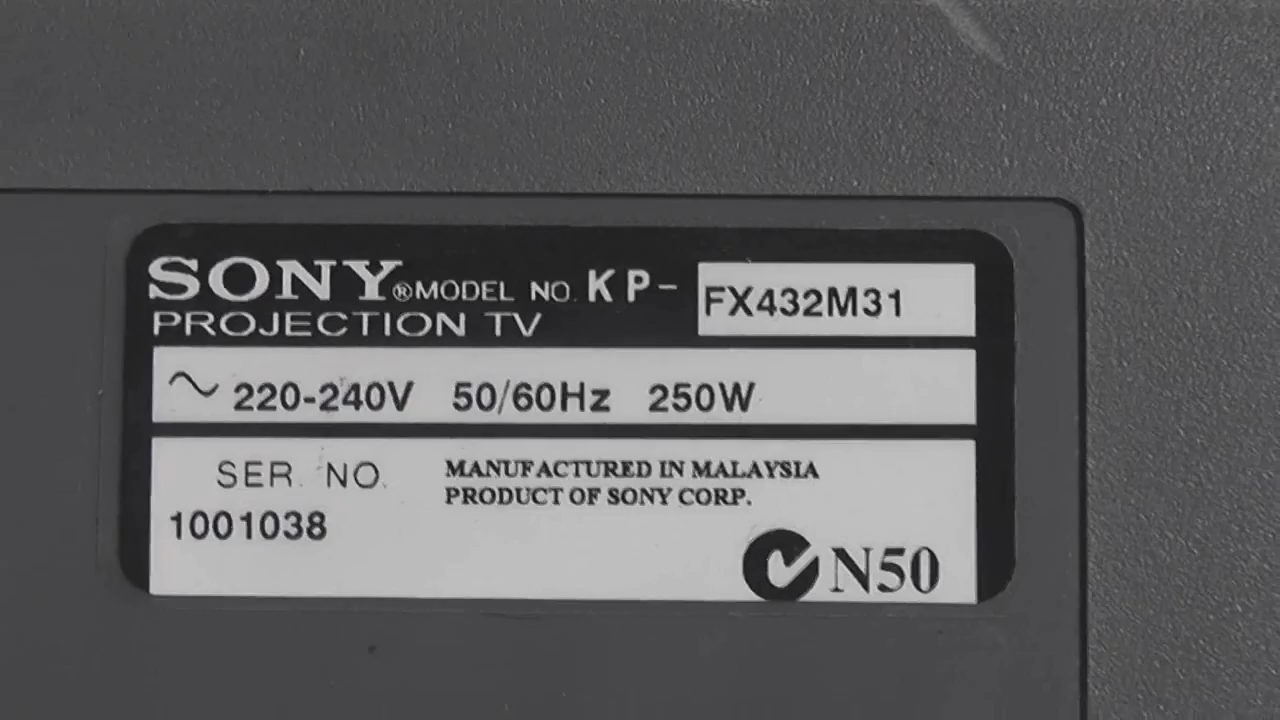 SONY® MODEL NO. KP- FX432M31
PROJECTION TV
~ 220-240V 50/60Hz 250W
SER. NO.
1001038
MANUFACTURED IN MALAYSIA
PRODUCT OF SONY CORP.
N50